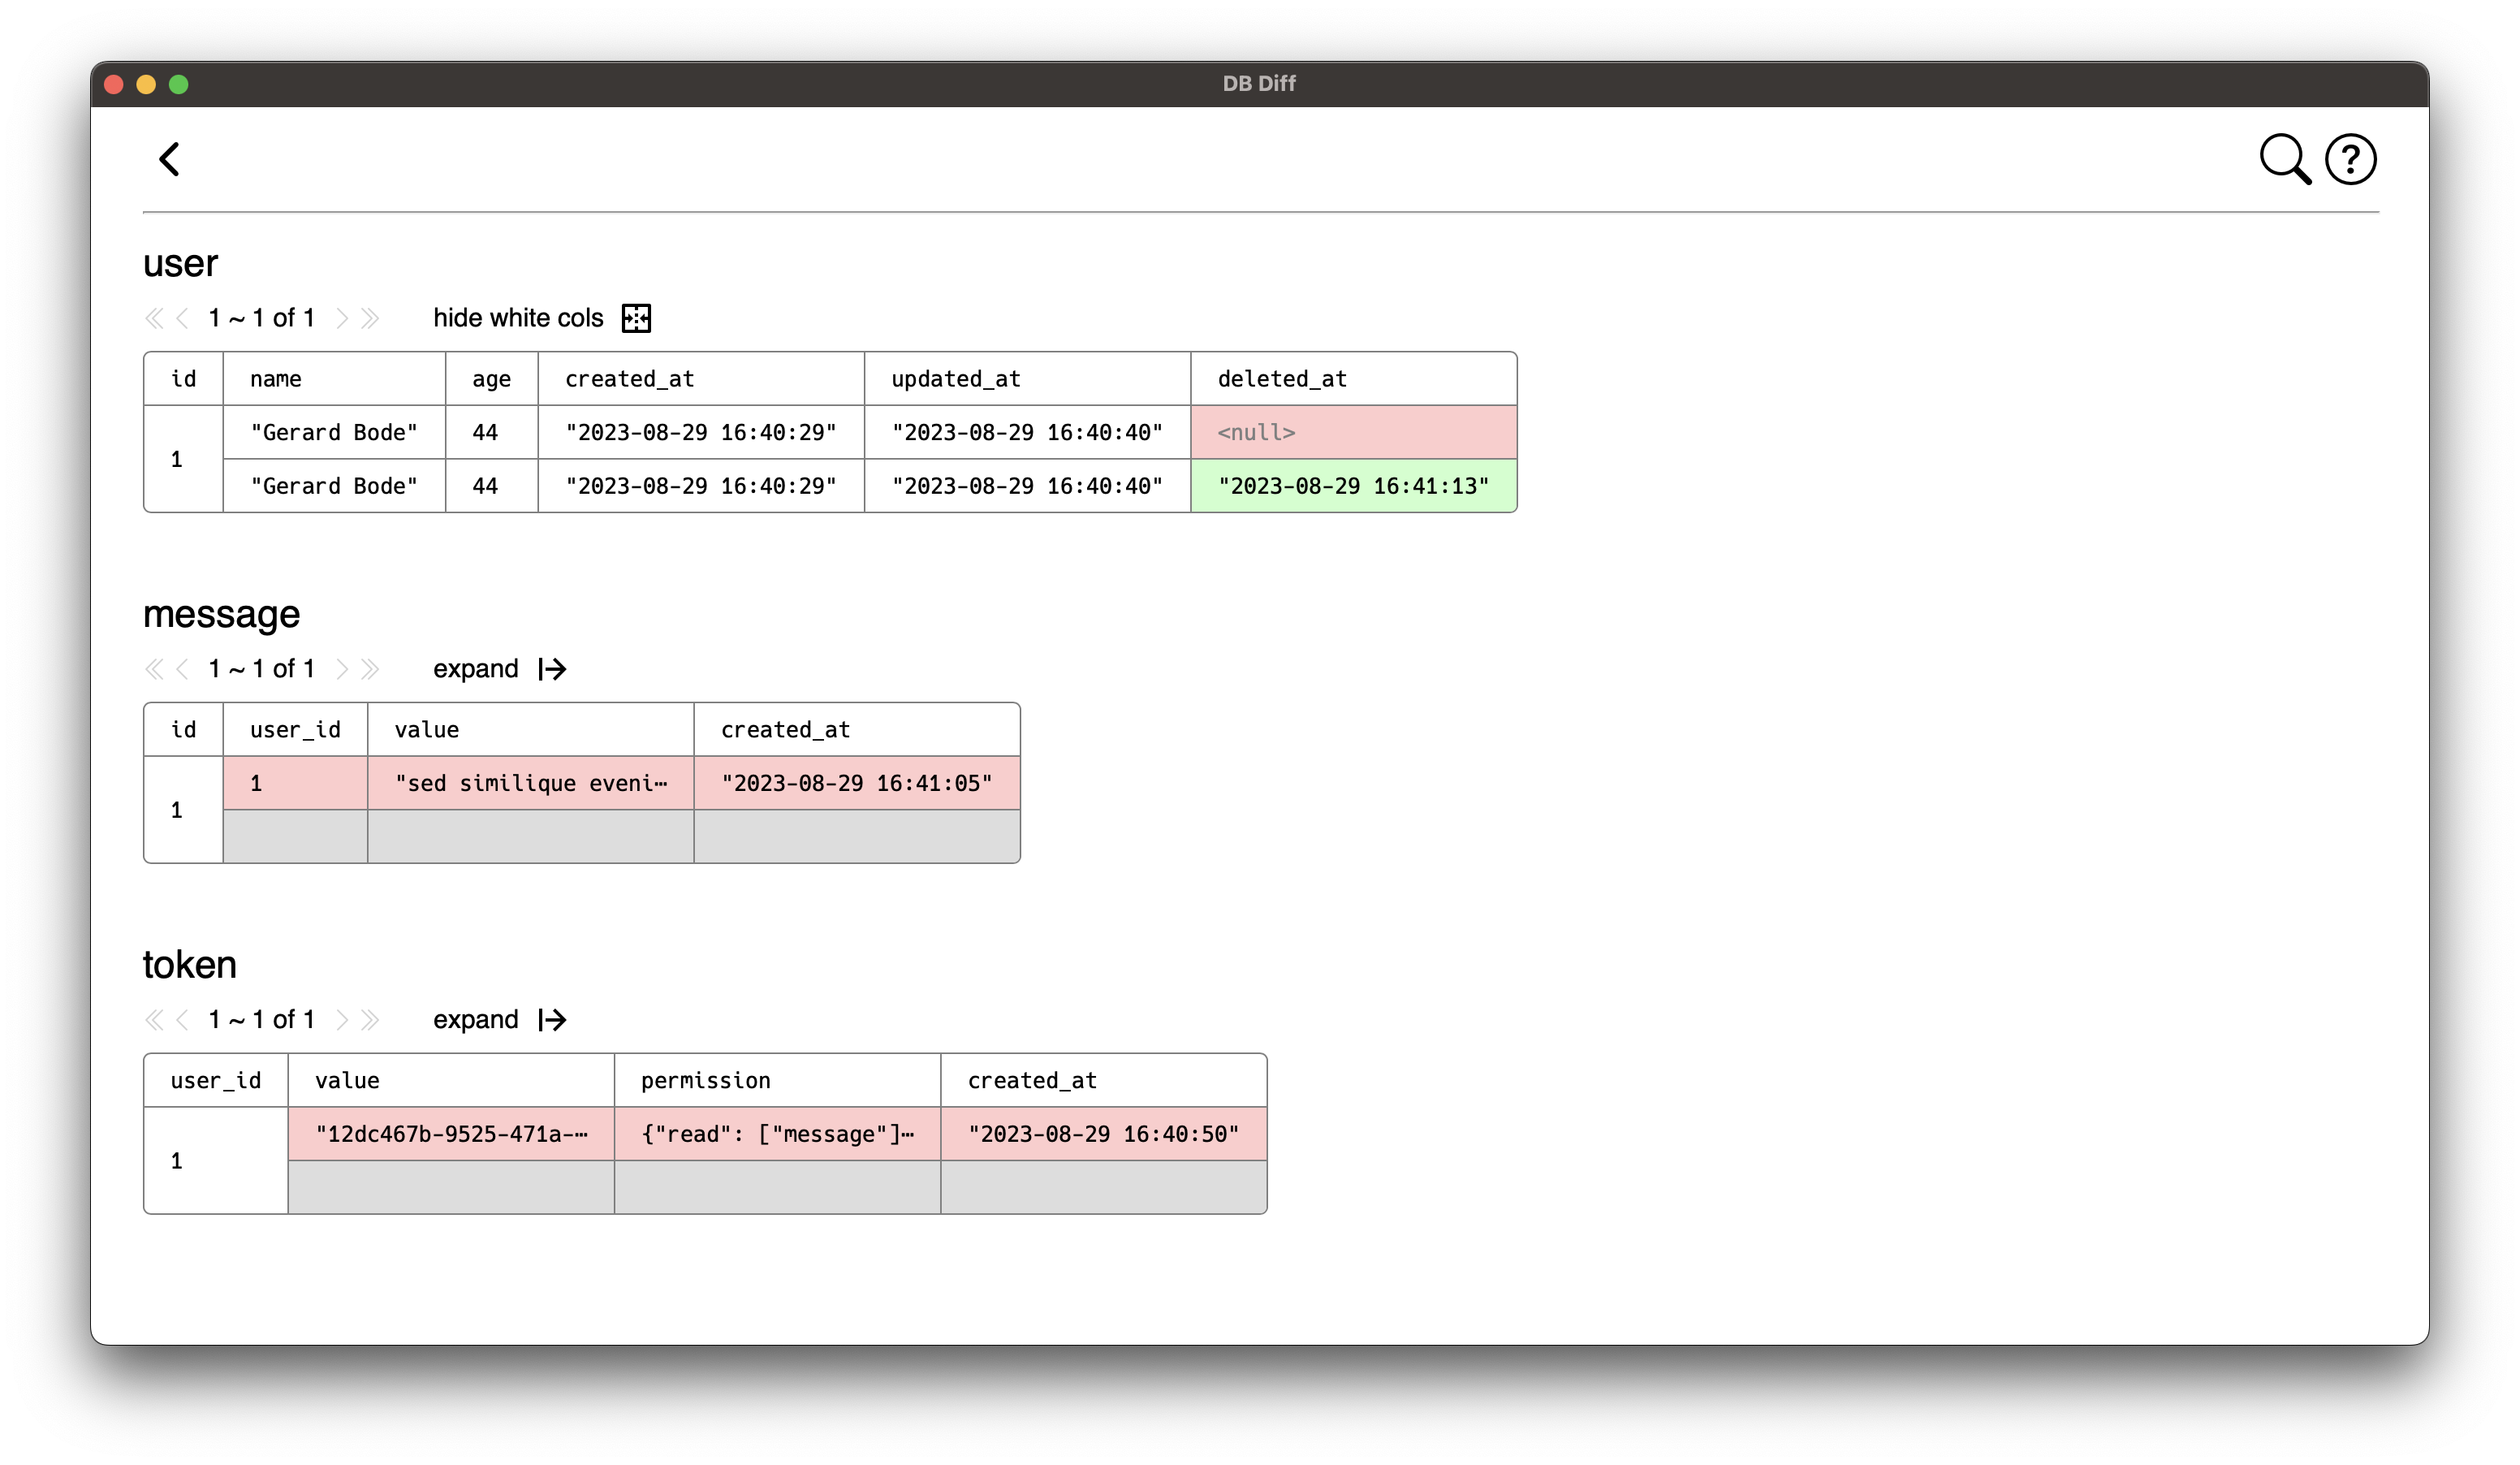 DB Diff
?
user
1 ~ 1 of 1 hide white cols
id name age created_at updated_at deleted_at
1
"Gerard Bode" 44 "2023-08-29 16:40:29" "2023-08-29 16:40:40" <null>
"Gerard Bode" 44 "2023-08-29 16:40:29" "2023-08-29 16:40:40" "2023-08-29 16:41:13"
message
1 ~ 1 of 1 expand
id user_id value created_at
1
1 "sed similique eveni⋯ "2023-08-29 16:41:05"
token
1 ~ 1 of 1 expand
user_id value permission created_at
1
"12dc467b-9525-471a-⋯ {"read": ["message"]⋯ "2023-08-29 16:40:50"